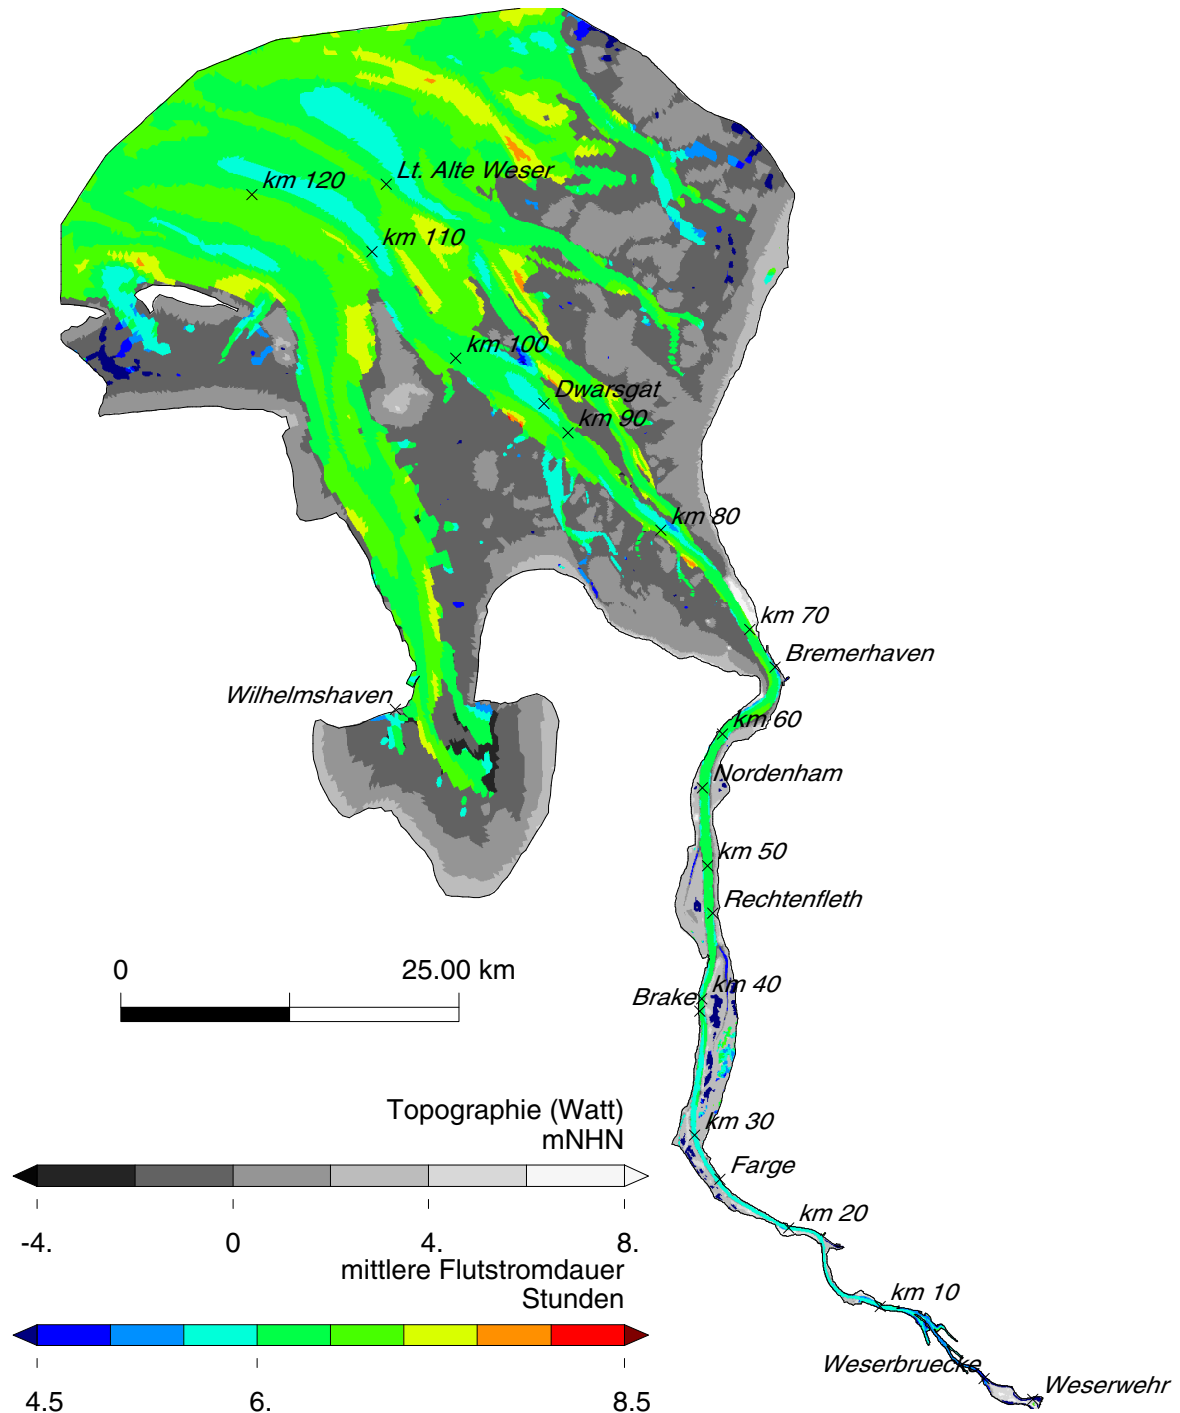 Lt. Alte Weser
km 120
km 110
km 100
Dwarsgat
km 90
km 80
km 70
Bremerhaven
Wilhelmshaven
km 60
Nordenham
km 50
Rechtenfleth
0 25.00 km
km 40
Brake
Topographie (Watt)
mNHN
km 30
Farge
-4. 0 4. 8.
km 20
mittlere Flutstromdauer
Stunden
km 10
Weserbruecke
Weserwehr
4.5 6. 8.5